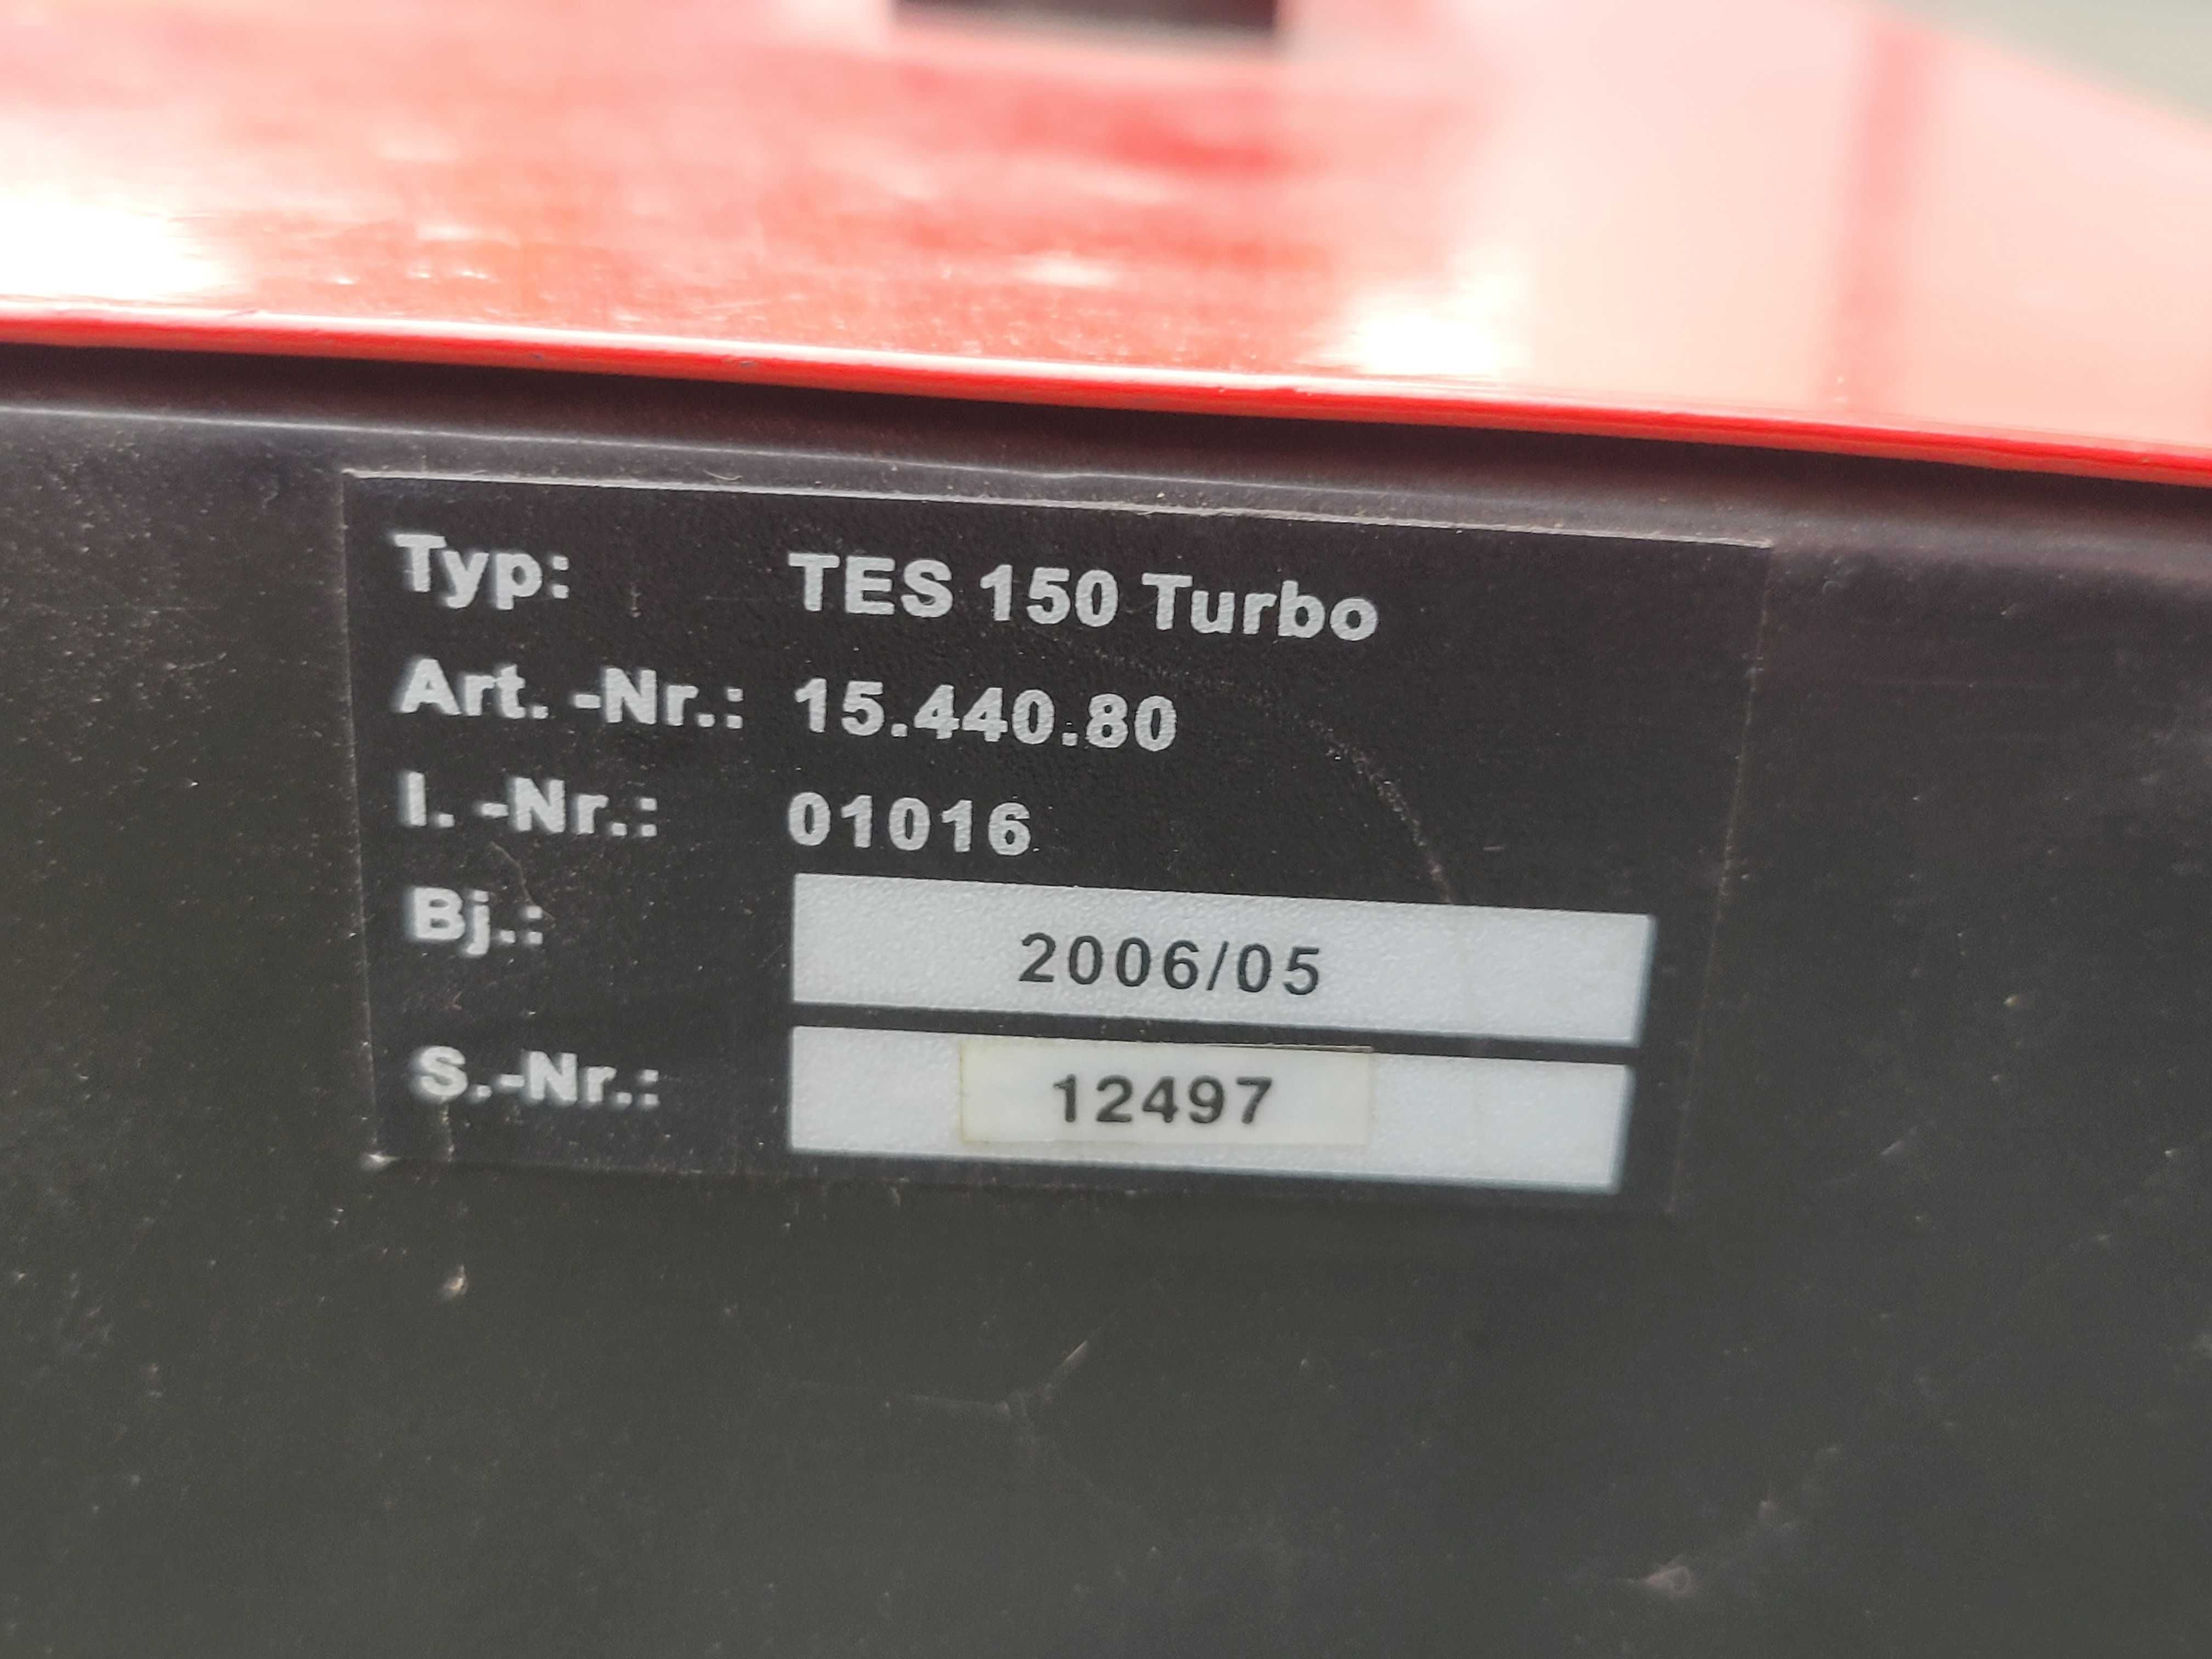 Typ: TES 150 Turbo
Art. -Nr.: 15.440.80
I. -Nr.: 01016
Bj.: 2006/05
S.-Nr.: 12497